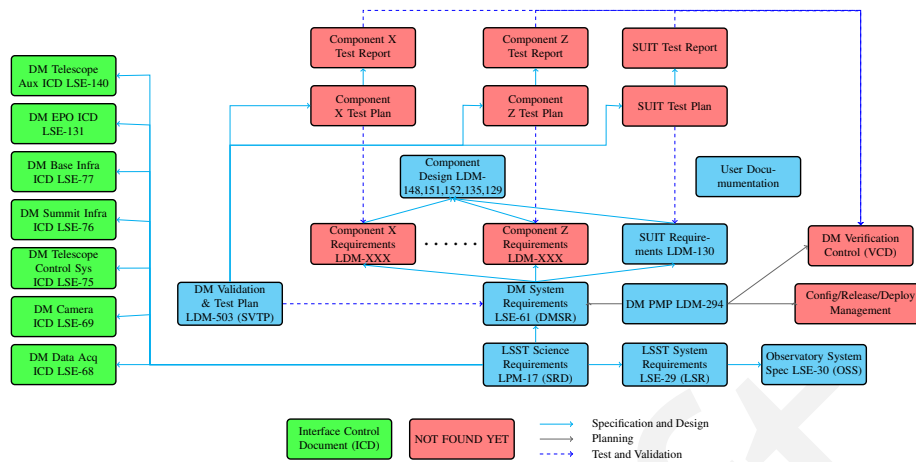 Component X
Test Report
Component Z
Test Report
SUIT Test Report
DM Telescope
Aux ICD LSE-140
Component
X Test Plan
Component
Z Test Plan
SUIT Test Plan
DM EPO ICD
LSE-131
DM Base Infra
ICD LSE-77
Component
Design LDM-
148,151,152,135,129
User Docu-
mumentation
DM Summit Infra
ICD LSE-76
DM Telescope
Control Sys
ICD LSE-75
Component X
Requirements
LDM-XXX
......
Component Z
Requirements
LDM-XXX
SUIT Require-
ments LDM-130
DM Verification
Control (VCD)
DM Camera
ICD LSE-69
DM Validation
& Test Plan
LDM-503 (SVTP)
DM System
Requirements
LSE-61 (DMSR)
DM PMP LDM-294
Config/Release/Deploy
Management
DM Data Acq
ICD LSE-68
LSST Science
Requirements
LPM-17 (SRD)
LSST System
Requirements
LSE-29 (LSR)
Observatory System
Spec LSE-30 (OSS)
Interface Control
Document (ICD)
NOT FOUND YET
Specification and Design
Planning
Test and Validation